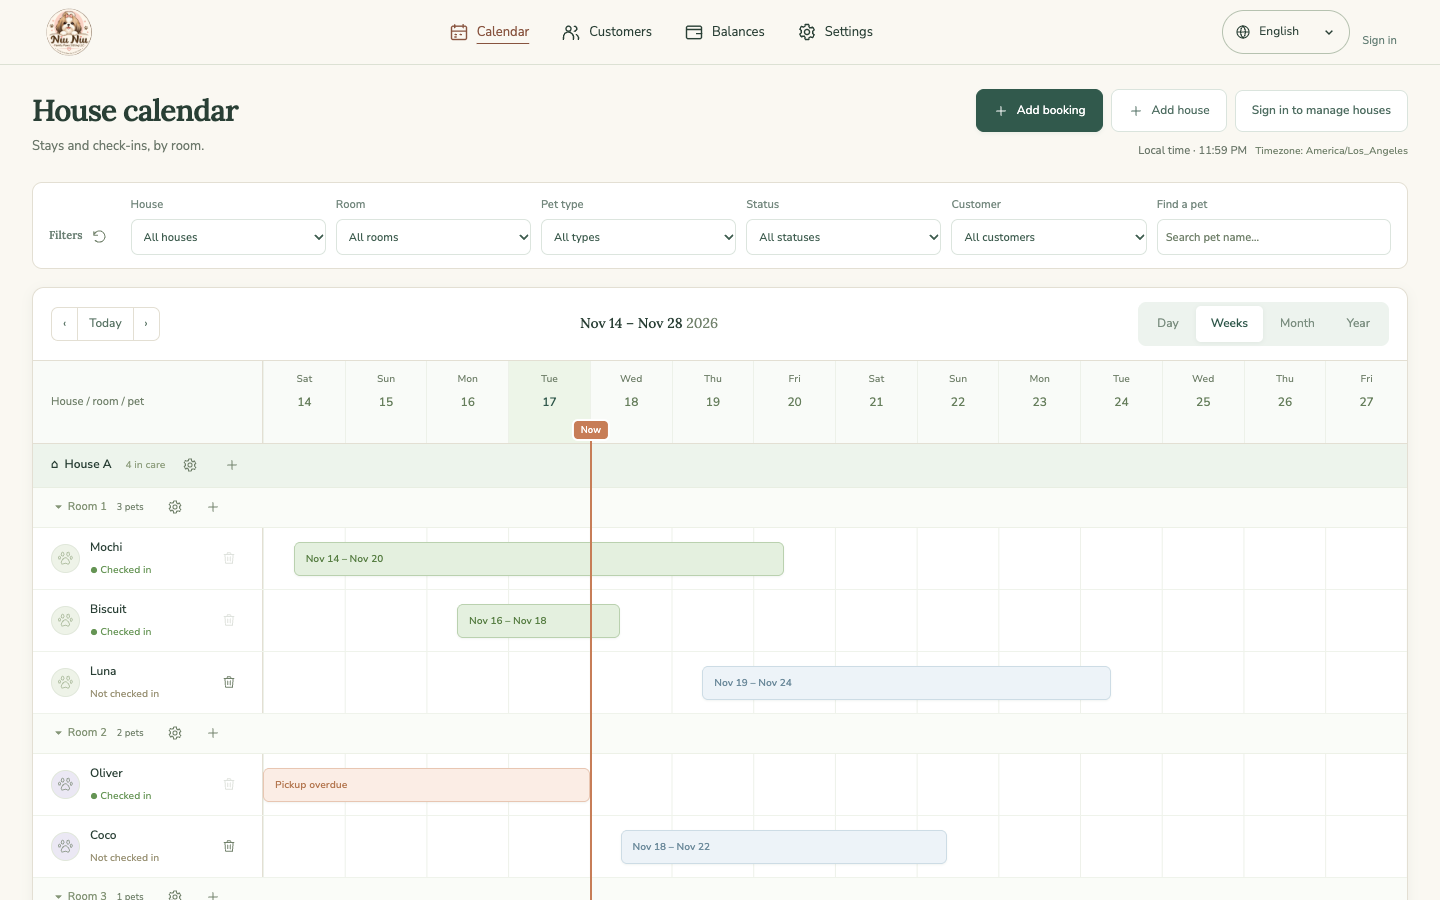 Niu Niu
Calendar
Customers
Balances
Settings
English
Sign in
House calendar
Stays and check-ins, by room.
Add booking
Add house
Sign in to manage houses
Local time · 11:59 PM Timezone: America/Los_Angeles
Filters
House
All houses
Room
All rooms
Pet type
All types
Status
All statuses
Customer
All customers
Find a pet
Search pet name...
‹ Today ›
Nov 14 – Nov 28 2026
Day Weeks Month Year
House / room / pet
Sat 14
Sun 15
Mon 16
Tue 17
Wed 18
Thu 19
Fri 20
Sat 21
Sun 22
Mon 23
Tue 24
Wed 25
Thu 26
Fri 27
Now
House A 4 in care
Room 1 3 pets
Mochi
Checked in
Nov 14 – Nov 20
Biscuit
Checked in
Nov 16 – Nov 18
Luna
Not checked in
Nov 19 – Nov 24
Room 2 2 pets
Oliver
Checked in
Pickup overdue
Coco
Not checked in
Nov 18 – Nov 22
Room 3 1 pets